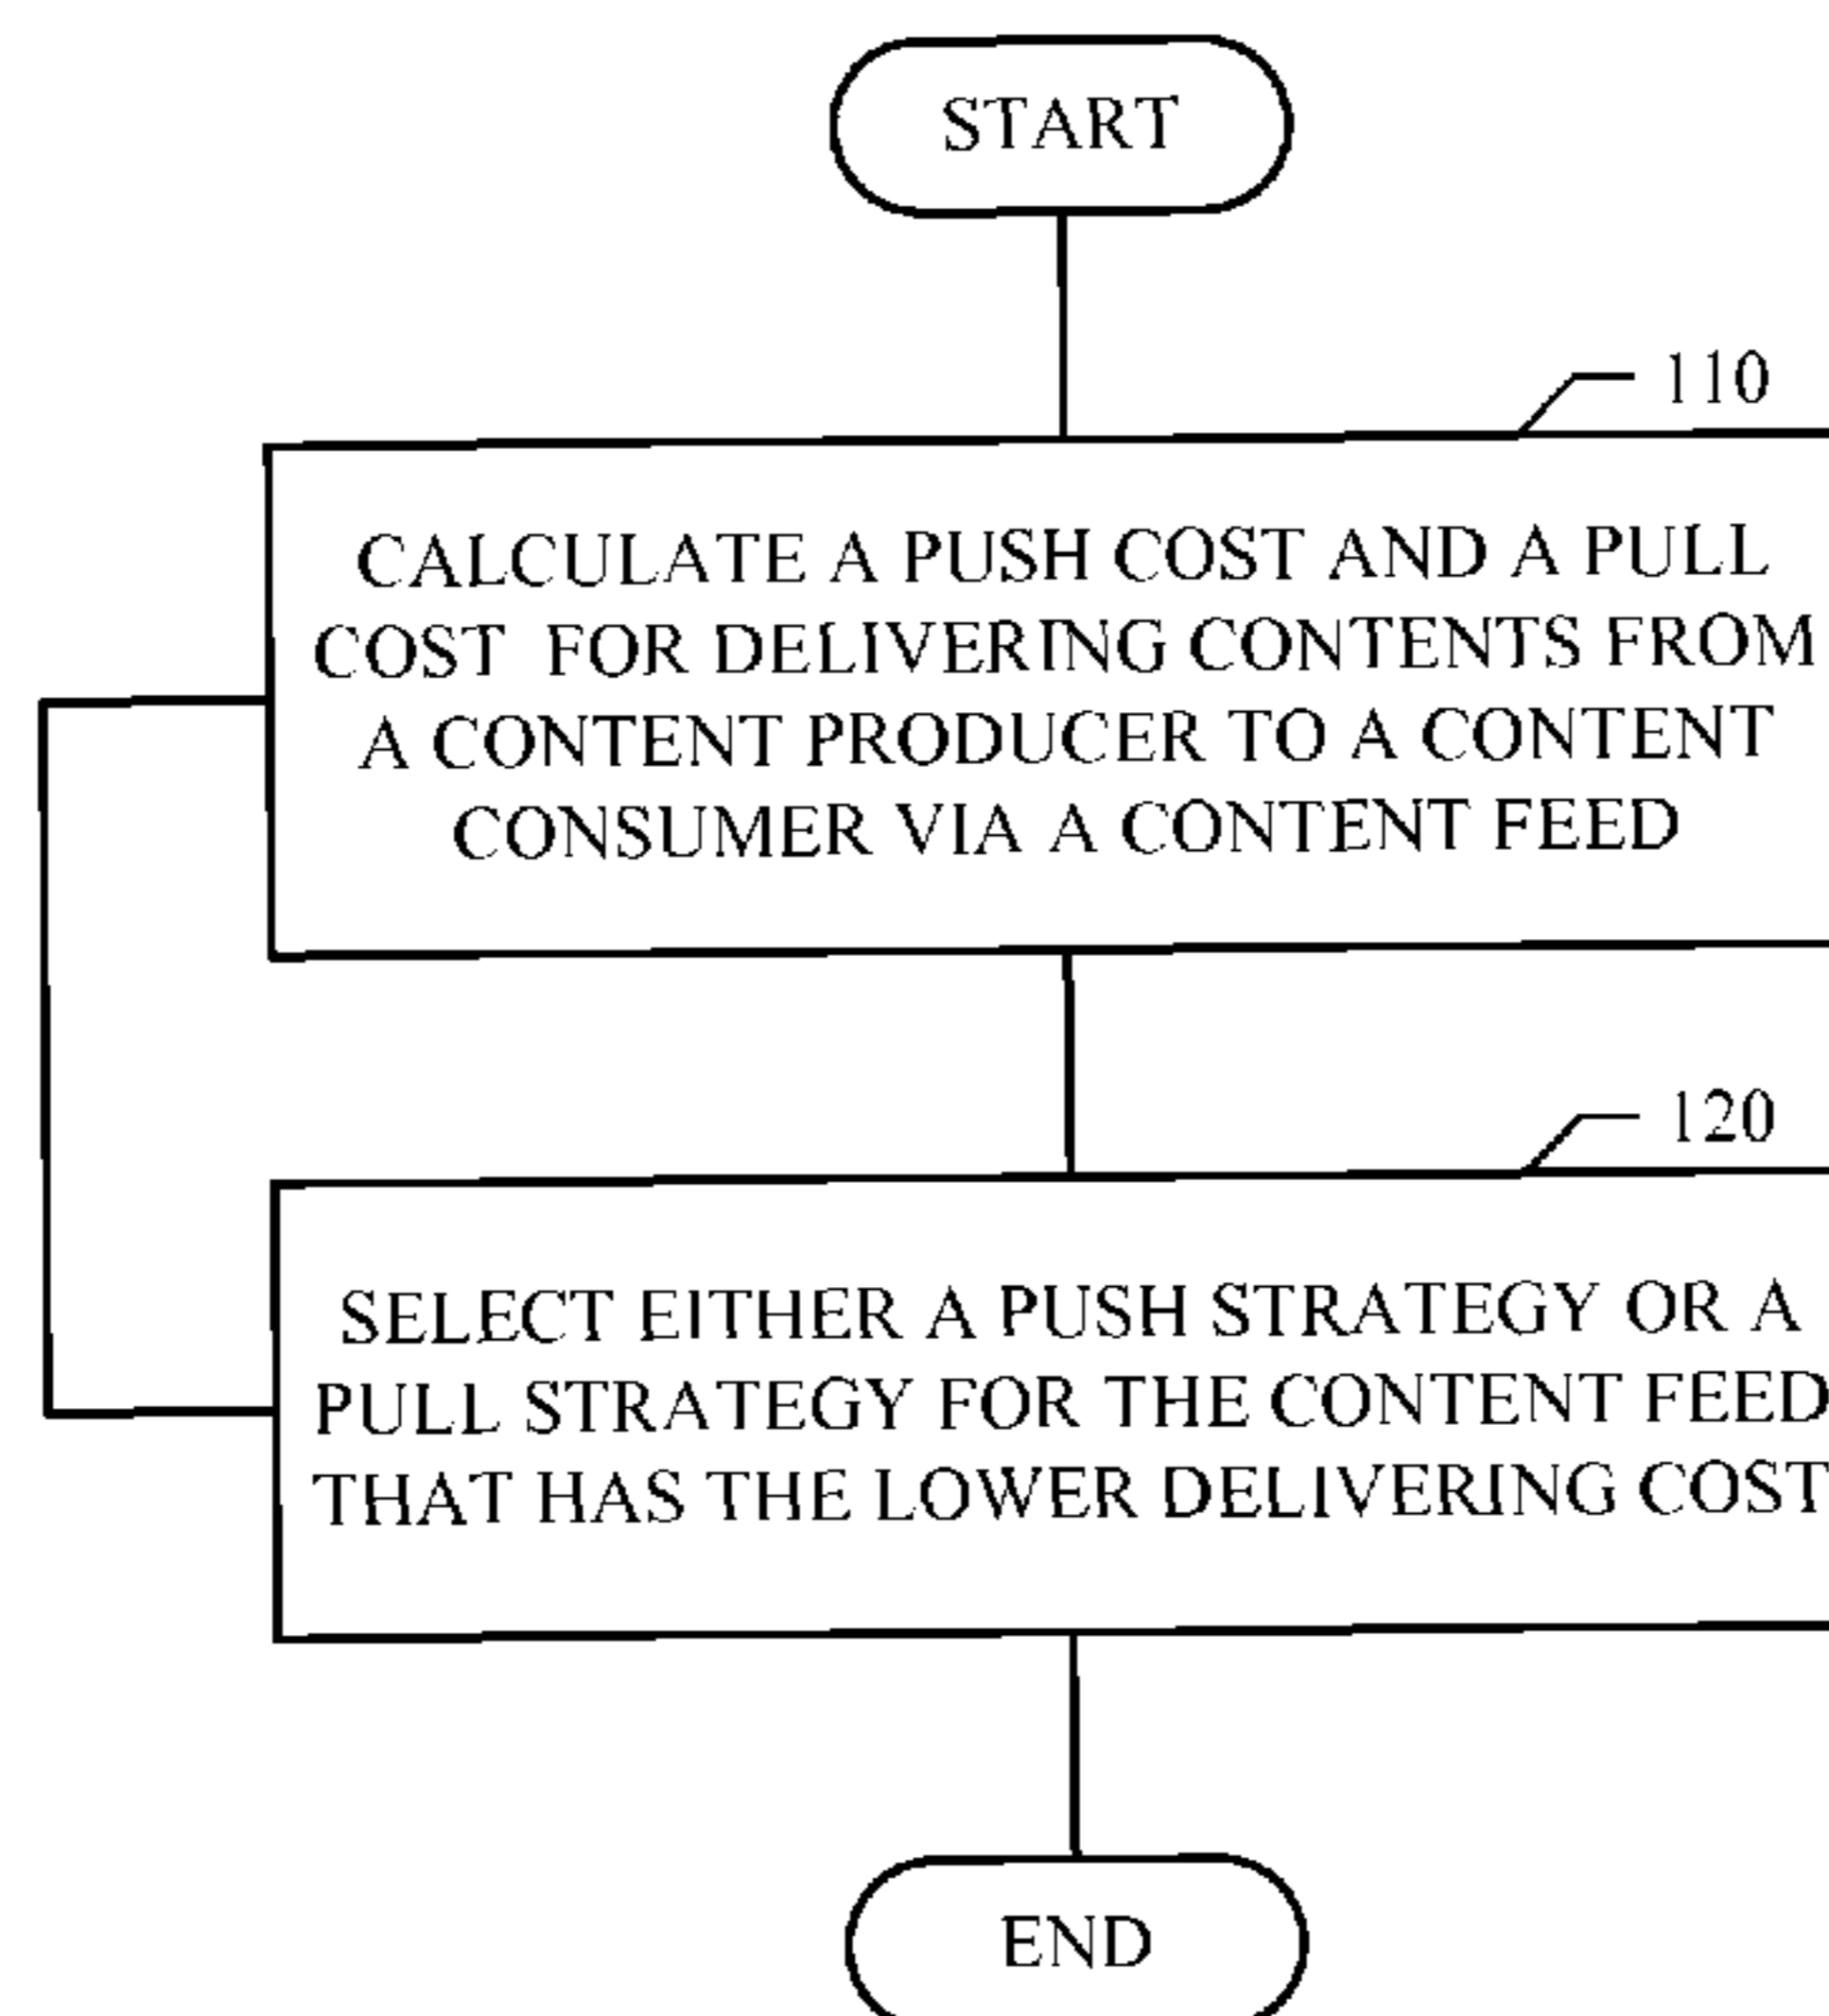 START
110
CALCULATE A PUSH COST AND A PULL
COST FOR DELIVERING CONTENTS FROM
A CONTENT PRODUCER TO A CONTENT
CONSUMER VIA A CONTENT FEED
120
SELECT EITHER A PUSH STRATEGY OR A
PULL STRATEGY FOR THE CONTENT FEED
THAT HAS THE LOWER DELIVERING COST
END